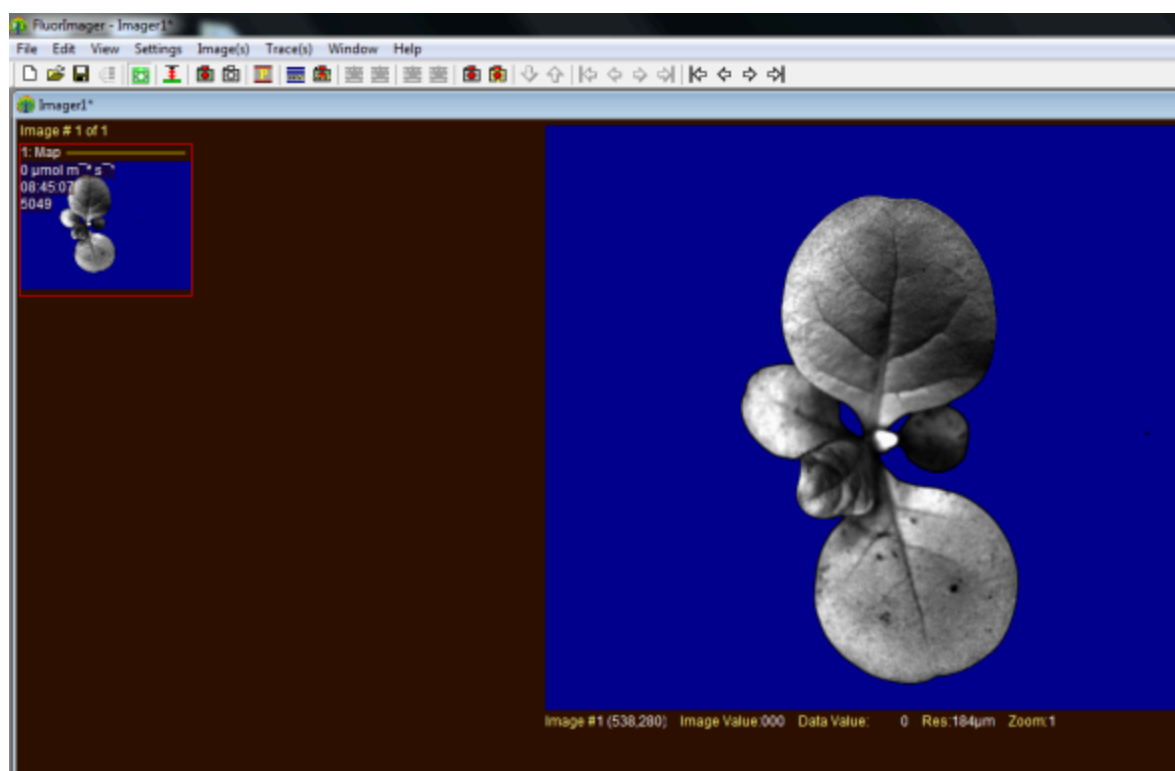 FluorImager - Imager1*
File Edit View Settings Image(s) Trace(s) Window Help
Imager1*
Image # 1 of 1
1: Map
0 µmol m s
08:45:07
5049
Image #1 (538,280) Image Value:000 Data Value: 0 Res:184µm Zoom:1